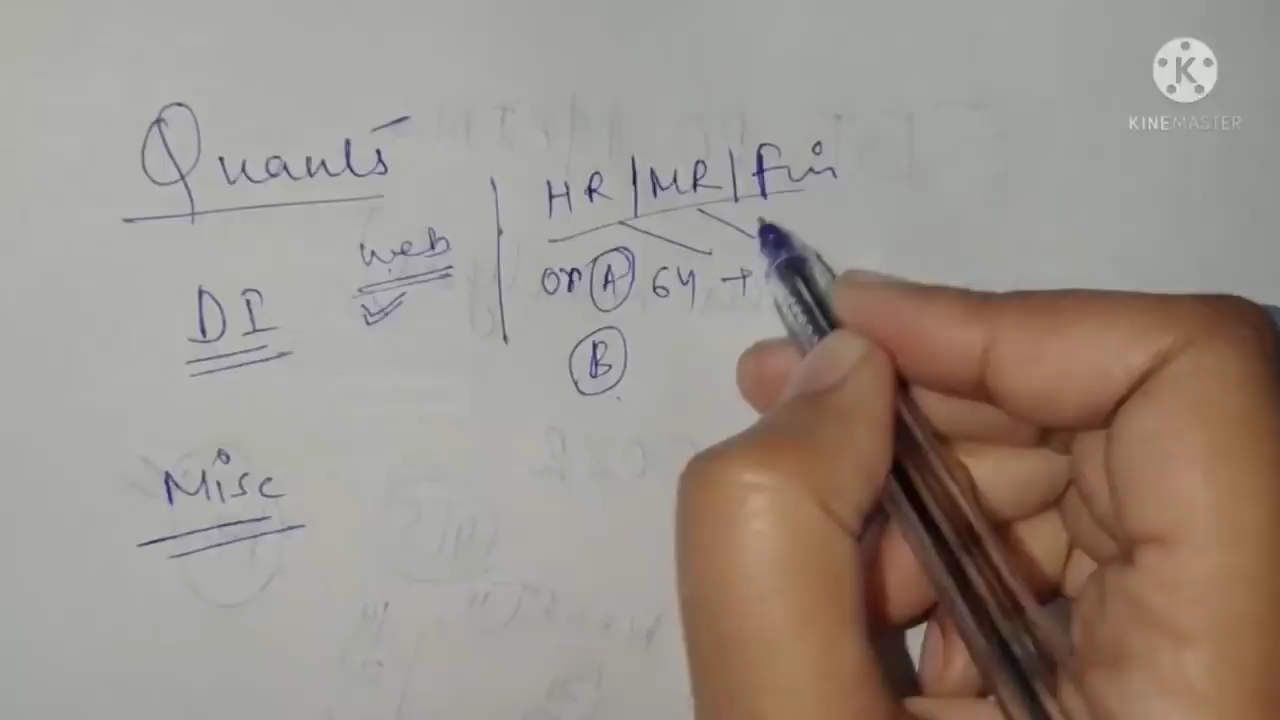 Quants
HR | MR | Fin
Web
or A 64 +
DI
B
Misc
KINEMASTER